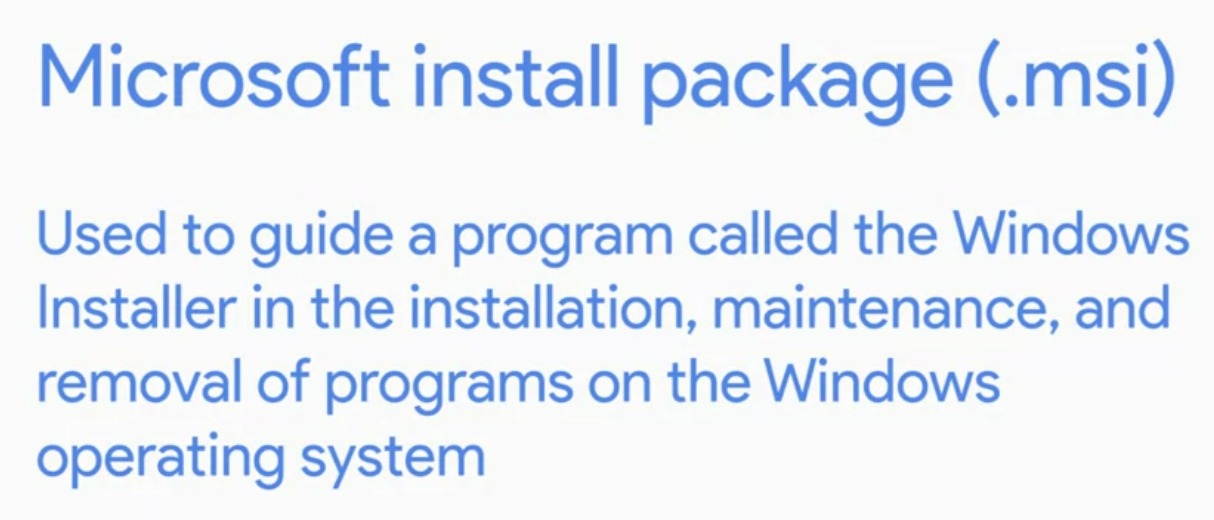 Microsoft install package (.msi)
Used to guide a program called the Windows
Installer in the installation, maintenance, and
removal of programs on the Windows
operating system